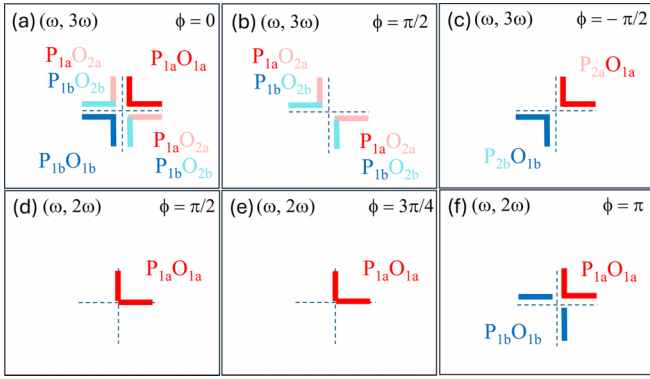 (a) (ω, 3ω) ϕ = 0
P₁ₐO₂ₐ P₁ₐO₁ₐ
P₁bO₂b
P₁ₐO₂ₐ
P₁bO₁b P₁bO₂b
(b) (ω, 3ω) ϕ = π/2
P₁ₐO₂ₐ
P₁bO₂b
P₁ₐO₂ₐ
P₁bO₂b
(c) (ω, 3ω) ϕ = − π/2
P₂ₐO₁ₐ
P₂bO₁b
(d) (ω, 2ω) ϕ = π/2
P₁ₐO₁ₐ
(e) (ω, 2ω) ϕ = 3π/4
P₁ₐO₁ₐ
(f) (ω, 2ω) ϕ = π
P₁ₐO₁ₐ
P₁bO₁b